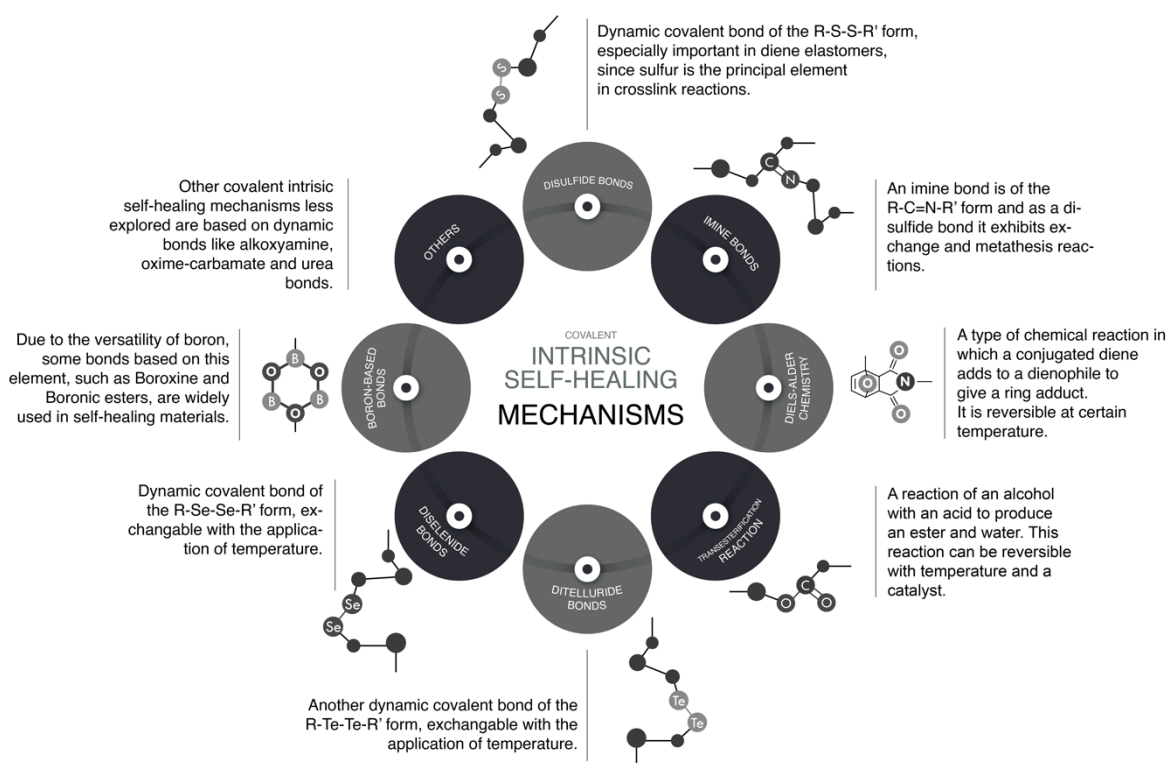 Dynamic covalent bond of the R-S-S-R' form,
especially important in diene elastomers,
since sulfur is the principal element
in crosslink reactions.
S
S
DISULFIDE BONDS
C
N
IMINE BONDS
An imine bond is of the
R-C=N-R' form and as a di-
sulfide bond it exhibits ex-
change and metathesis reac-
tions.
Other covalent intrisic
self-healing mechanisms less
explored are based on dynamic
bonds like alkoxyamine,
oxime-carbamate and urea
bonds.
OTHERS
COVALENT
INTRINSIC
SELF-HEALING
MECHANISMS
Due to the versatility of boron,
some bonds based on this
element, such as Boroxine and
Boronic esters, are widely
used in self-healing materials.
B
O
O
B
B
O
BORON-BASED
BONDS
DIELS-ALDER
CHEMISTRY
O
O
N
O
A type of chemical reaction in
which a conjugated diene
adds to a dienophile to
give a ring adduct.
It is reversible at certain
temperature.
Dynamic covalent bond of
the R-Se-Se-R' form, ex-
changable with the applica-
tion of temperature.
Se
Se
DISELENIDE
BONDS
DITELLURIDE
BONDS
TRANSESTERIFICATION
REACTION
C
O
O
A reaction of an alcohol
with an acid to produce
an ester and water. This
reaction can be reversible
with temperature and a
catalyst.
Another dynamic covalent bond of the
R-Te-Te-R' form, exchangable with the
application of temperature.
Te
Te